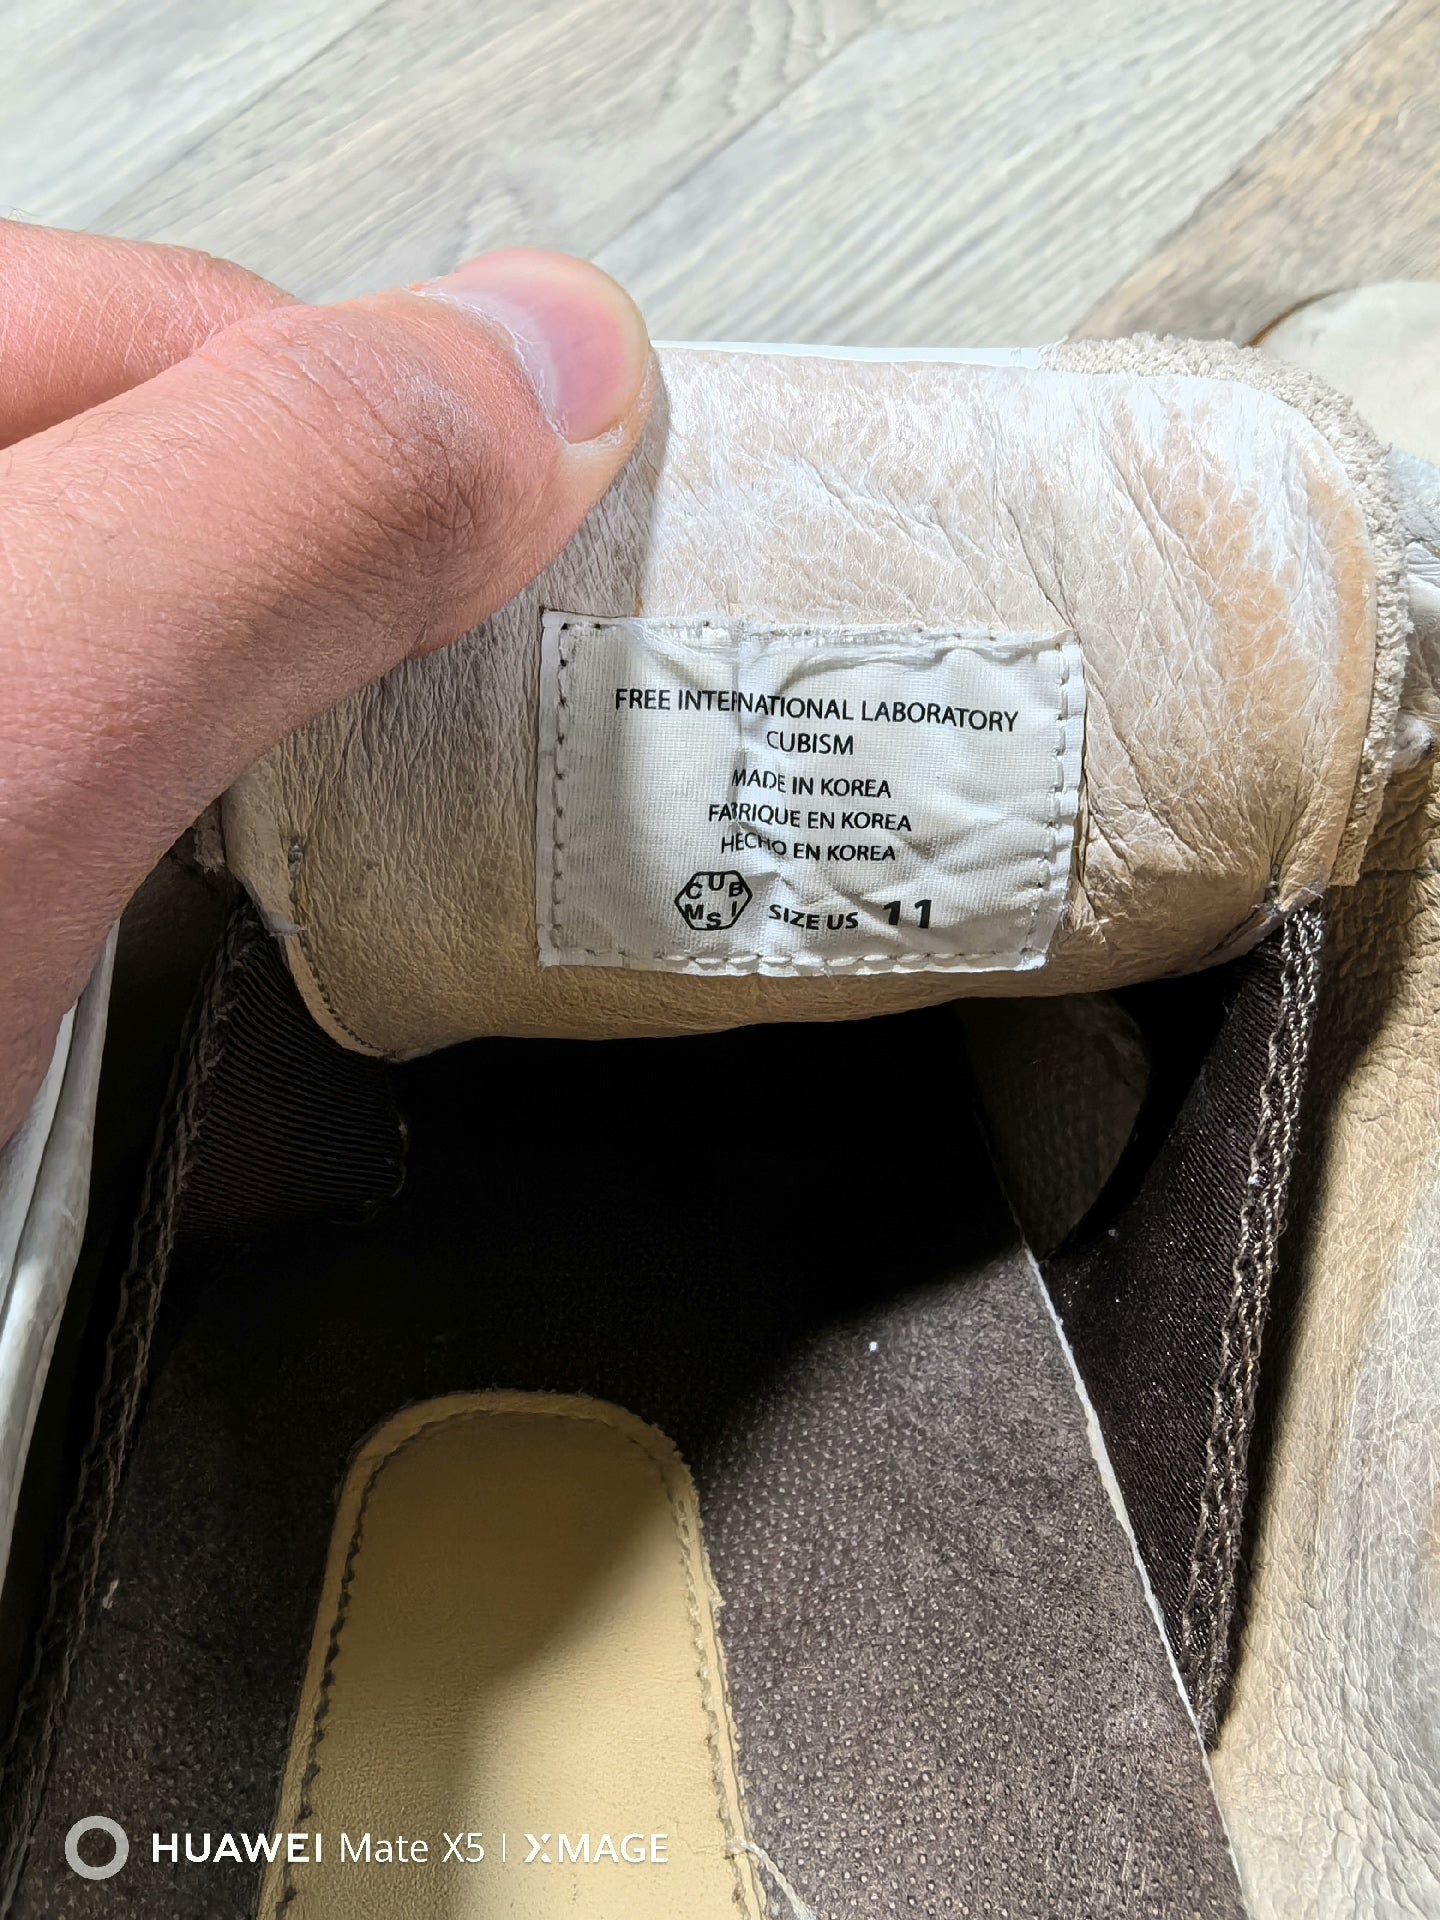 FREE INTERNATIONAL LABORATORY
CUBISM
MADE IN KOREA
FABRIQUE EN KOREA
HECHO EN KOREA
CUBISM SIZE US 11
HUAWEI Mate X5 | XMAGE